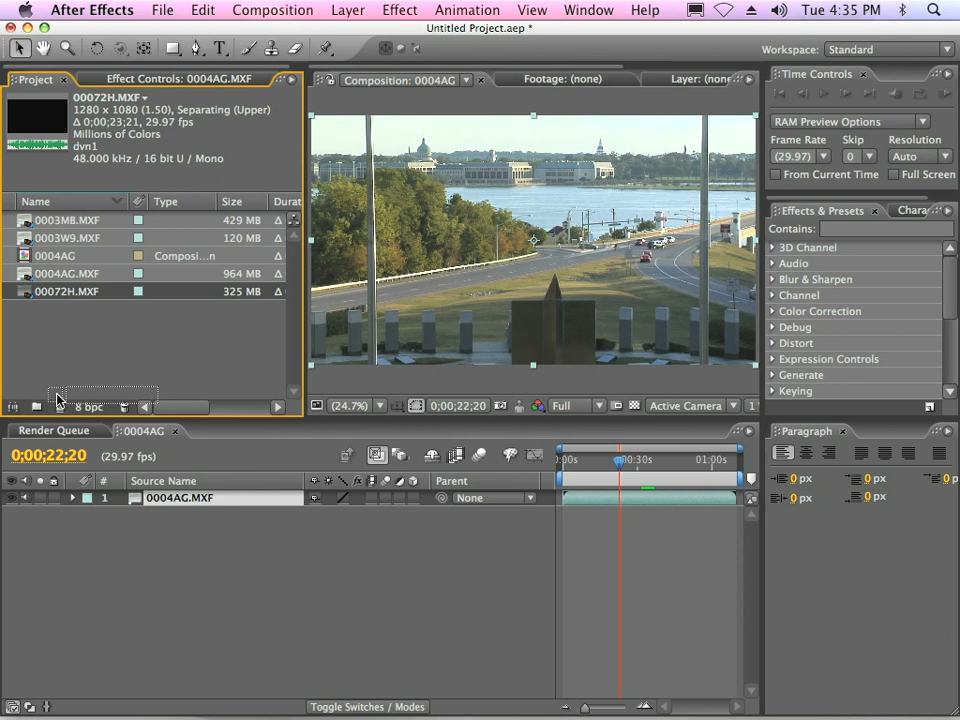 After Effects File Edit Composition Layer Effect Animation View Window Help Tue 4:35 PM
Untitled Project.aep *
T Workspace: Standard
Project × Effect Controls: 0004AG.MXF
Composition: 0004AG × Footage: (none) Layer: (non
Time Controls ×
00072H.MXF
1280 x 1080 (1.50), Separating (Upper)
Δ 0;00;23;21, 29.97 fps
Millions of Colors
dvn1
48.000 kHz / 16 bit U / Mono
RAM Preview Options
Frame Rate Skip Resolution
(29.97) 0 Auto
From Current Time Full Screen
Name Type Size Durat
0003MB.MXF 429 MB Δ
0003W9.MXF 120 MB Δ
0004AG Composi...n Δ
0004AG.MXF 964 MB Δ
00072H.MXF 325 MB Δ
8 bpc
Effects & Presets × Chara
Contains:
3D Channel
Audio
Blur & Sharpen
Channel
Color Correction
Debug
Distort
Expression Controls
Generate
Keying
(24.7%) 0;00;22;20 Full Active Camera 1
Render Queue 0004AG ×
Paragraph ×
0;00;22;20 (29.97 fps)
:00s 00:30s 01:00s
# Source Name Parent
1 0004AG.MXF None
0 px 0 px 0 p
0 px 0 px
Toggle Switches / Modes